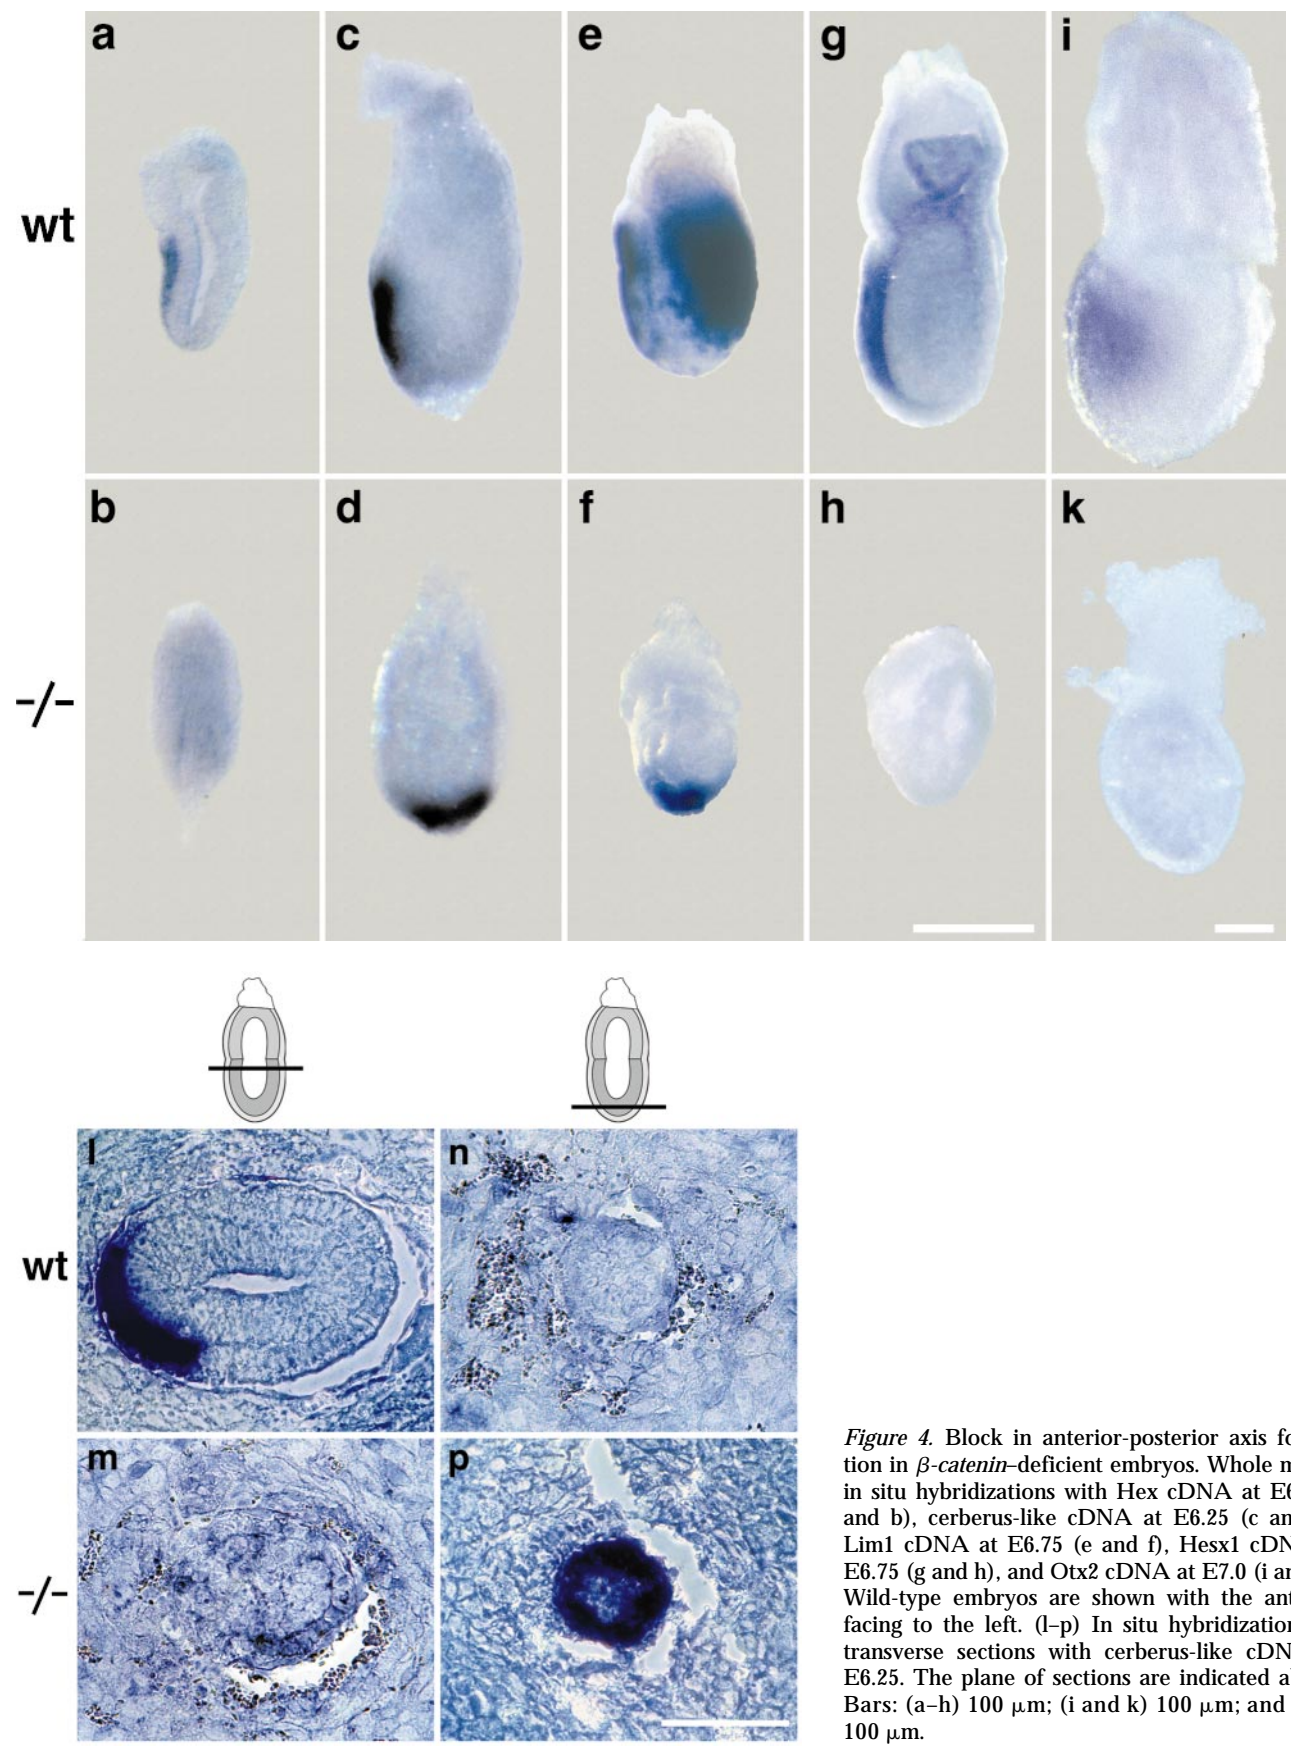 a c e g i
wt
b d f h k
-/-
l n
wt
m p
-/-
Figure 4. Block in anterior-posterior axis fo
tion in β-catenin–deficient embryos. Whole m
in situ hybridizations with Hex cDNA at E6
and b), cerberus-like cDNA at E6.25 (c an
Lim1 cDNA at E6.75 (e and f), Hesx1 cDN
E6.75 (g and h), and Otx2 cDNA at E7.0 (i an
Wild-type embryos are shown with the ant
facing to the left. (l–p) In situ hybridization
transverse sections with cerberus-like cDN
E6.25. The plane of sections are indicated a
Bars: (a–h) 100 μm; (i and k) 100 μm; and
100 μm.